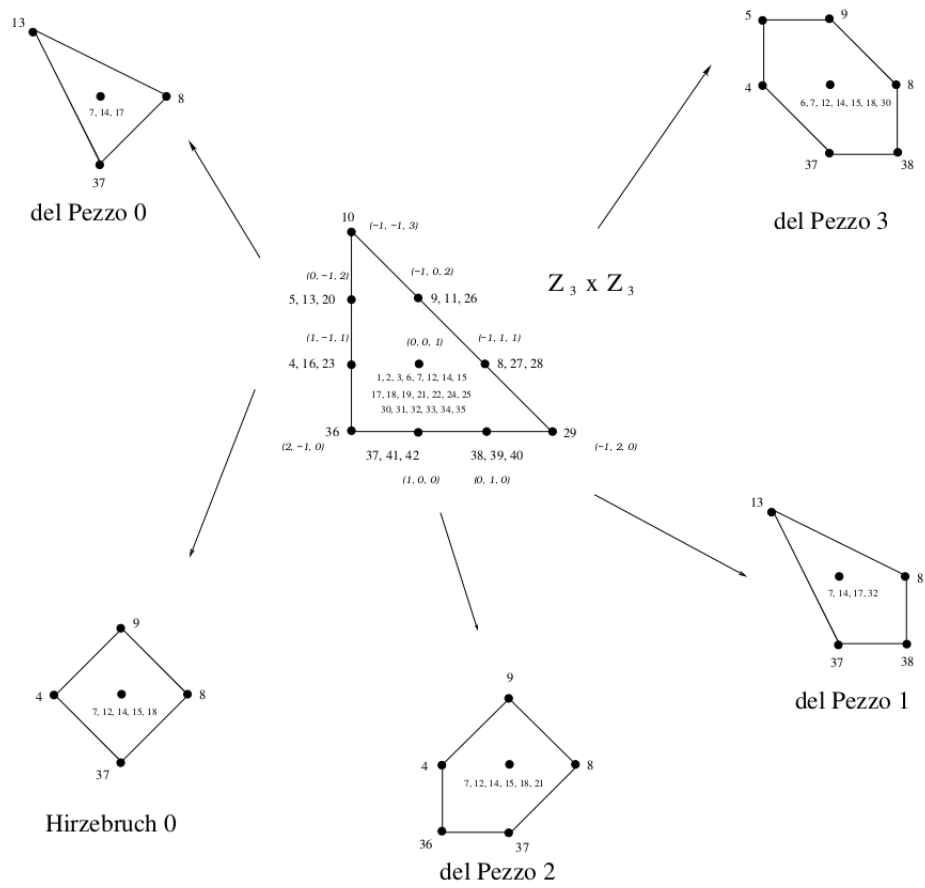 13
8
7, 14, 17
37
del Pezzo 0
5
9
4
8
6, 7, 12, 14, 15, 18, 30
37
38
del Pezzo 3
10
(−1, −1, 3)
(0, −1, 2)
(−1, 0, 2)
5, 13, 20
9, 11, 26
Z3 x Z3
(1, −1, 1)
(0, 0, 1)
(−1, 1, 1)
4, 16, 23
8, 27, 28
1, 2, 3, 6, 7, 12, 14, 15
17, 18, 19, 21, 22, 24, 25
30, 31, 32, 33, 34, 35
36
29
(2, −1, 0)
(−1, 2, 0)
37, 41, 42
38, 39, 40
(1, 0, 0)
(0, 1, 0)
13
8
7, 14, 17, 32
37
38
del Pezzo 1
9
4
8
7, 12, 14, 15, 18
37
Hirzebruch 0
9
4
8
7, 12, 14, 15, 18, 21
36
37
del Pezzo 2